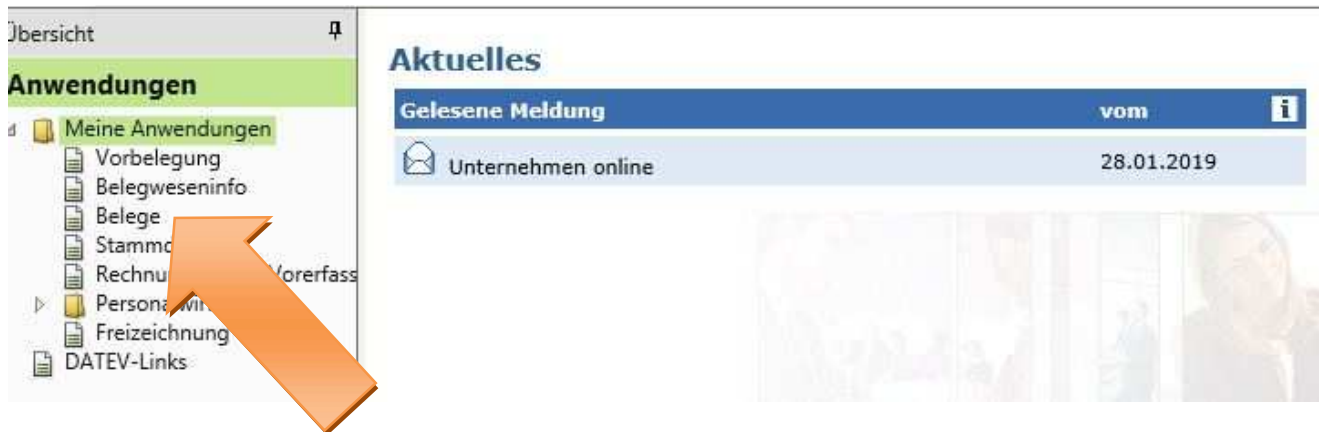 Übersicht
Anwendungen
Meine Anwendungen
Vorbelegung
Belegweseninfo
Belege
Freizeichnung
DATEV-Links
Aktuelles
Gelesene Meldung vom
Unternehmen online 28.01.2019